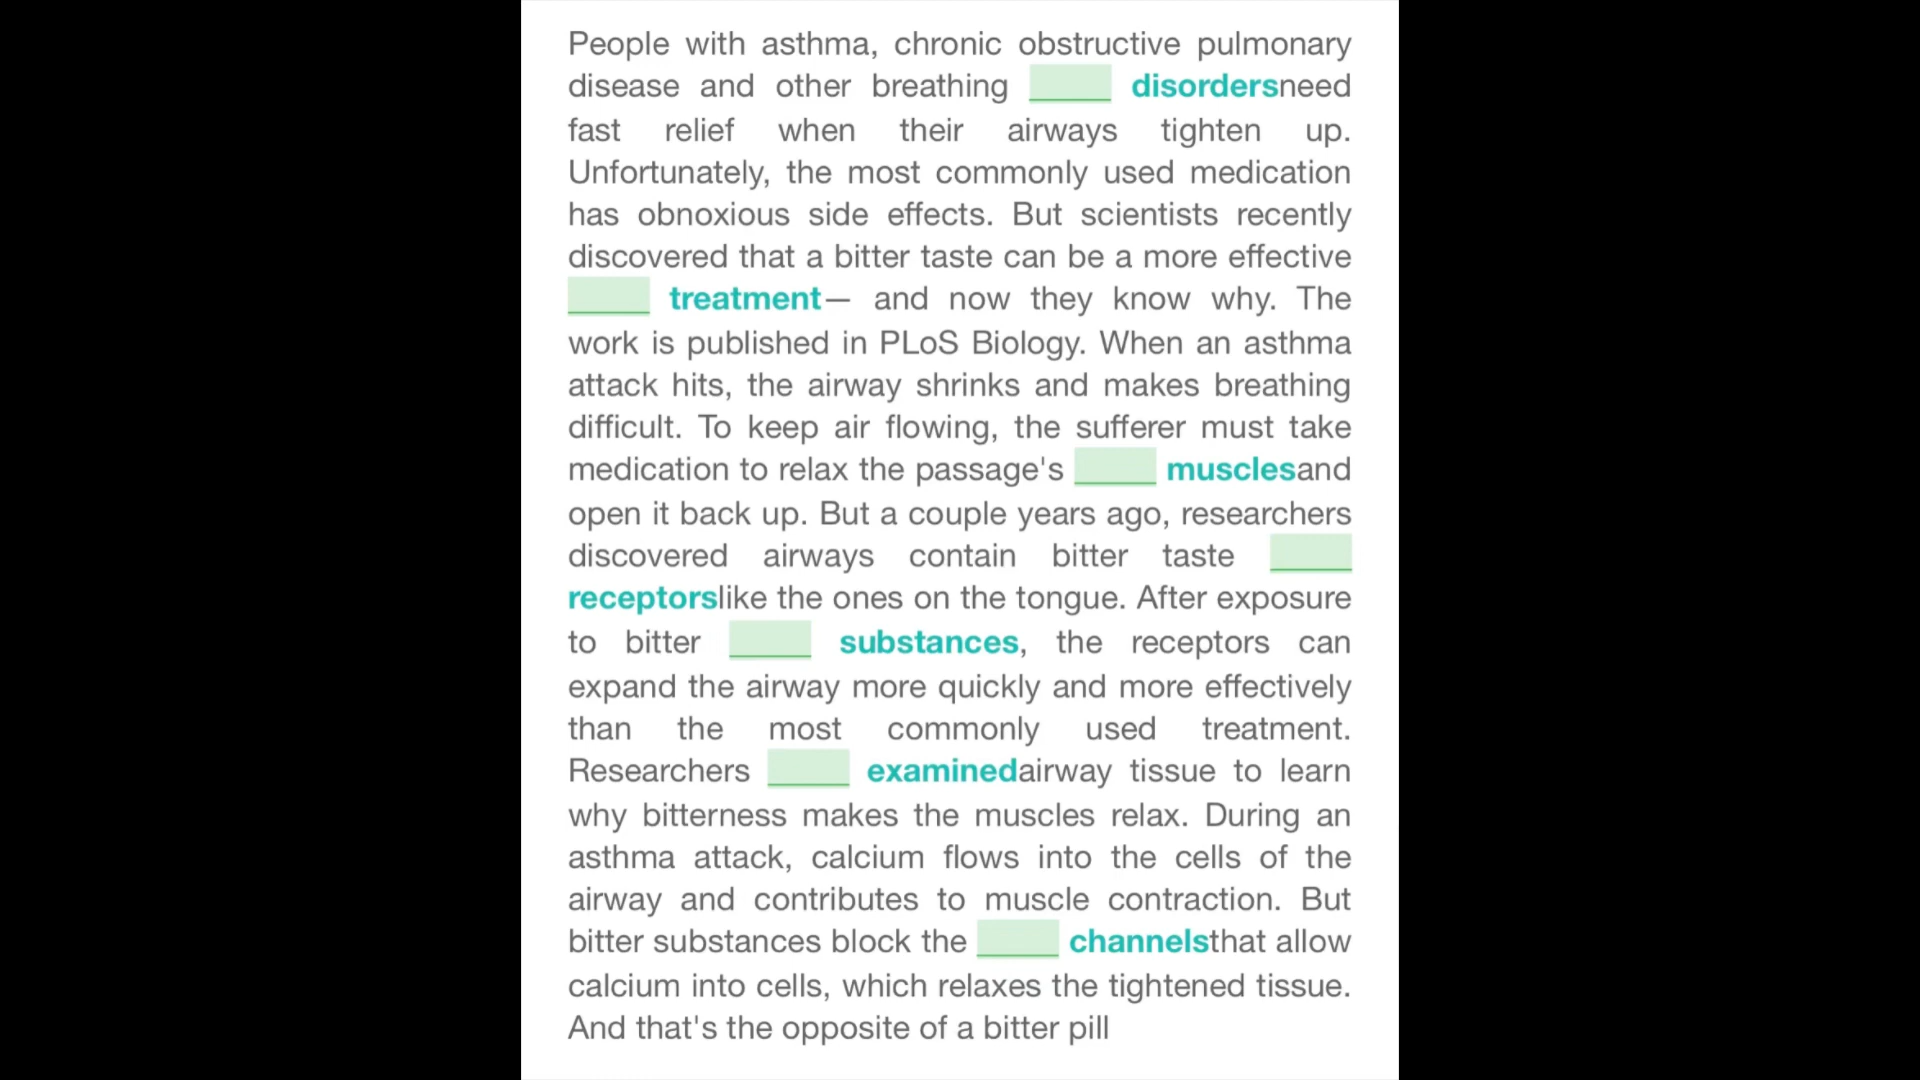 People with asthma, chronic obstructive pulmonary
disease and other breathing ____ disordersneed
fast relief when their airways tighten up.
Unfortunately, the most commonly used medication
has obnoxious side effects. But scientists recently
discovered that a bitter taste can be a more effective
____ treatment— and now they know why. The
work is published in PLoS Biology. When an asthma
attack hits, the airway shrinks and makes breathing
difficult. To keep air flowing, the sufferer must take
medication to relax the passage's ____ musclesand
open it back up. But a couple years ago, researchers
discovered airways contain bitter taste ____
receptorslike the ones on the tongue. After exposure
to bitter ____ substances, the receptors can
expand the airway more quickly and more effectively
than the most commonly used treatment.
Researchers ____ examinedairway tissue to learn
why bitterness makes the muscles relax. During an
asthma attack, calcium flows into the cells of the
airway and contributes to muscle contraction. But
bitter substances block the ____ channelsthat allow
calcium into cells, which relaxes the tightened tissue.
And that's the opposite of a bitter pill